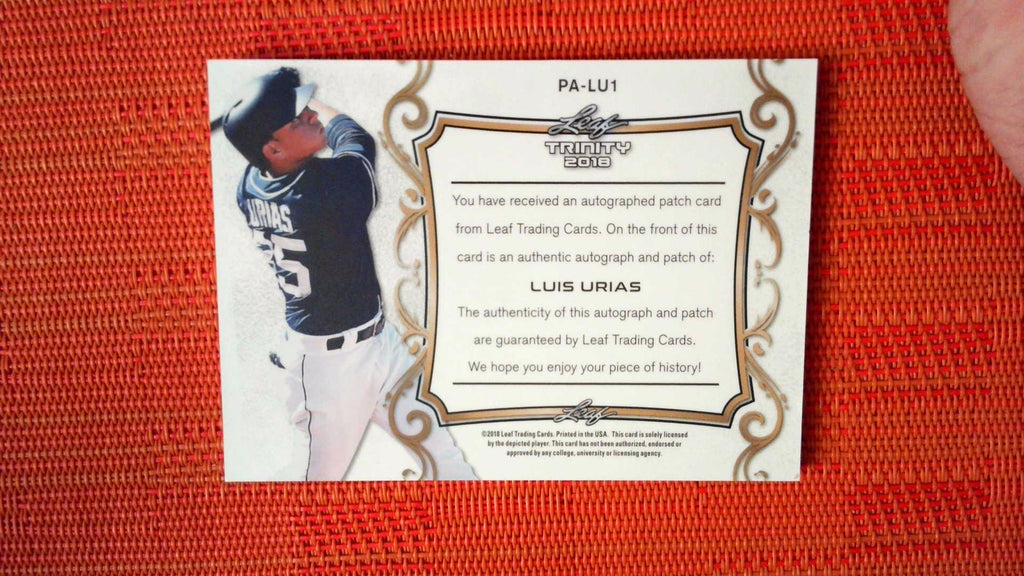 PA-LU1
Leaf
TRINITY
2018
You have received an autographed patch card
from Leaf Trading Cards. On the front of this
card is an authentic autograph and patch of:
LUIS URIAS
The authenticity of this autograph and patch
are guaranteed by Leaf Trading Cards.
We hope you enjoy your piece of history!
Leaf
©2018 Leaf Trading Cards. Printed in the USA. This card is solely licensed
by the depicted player. This card has not been authorized, endorsed or
approved by any college, university or licensing agency.
URIAS